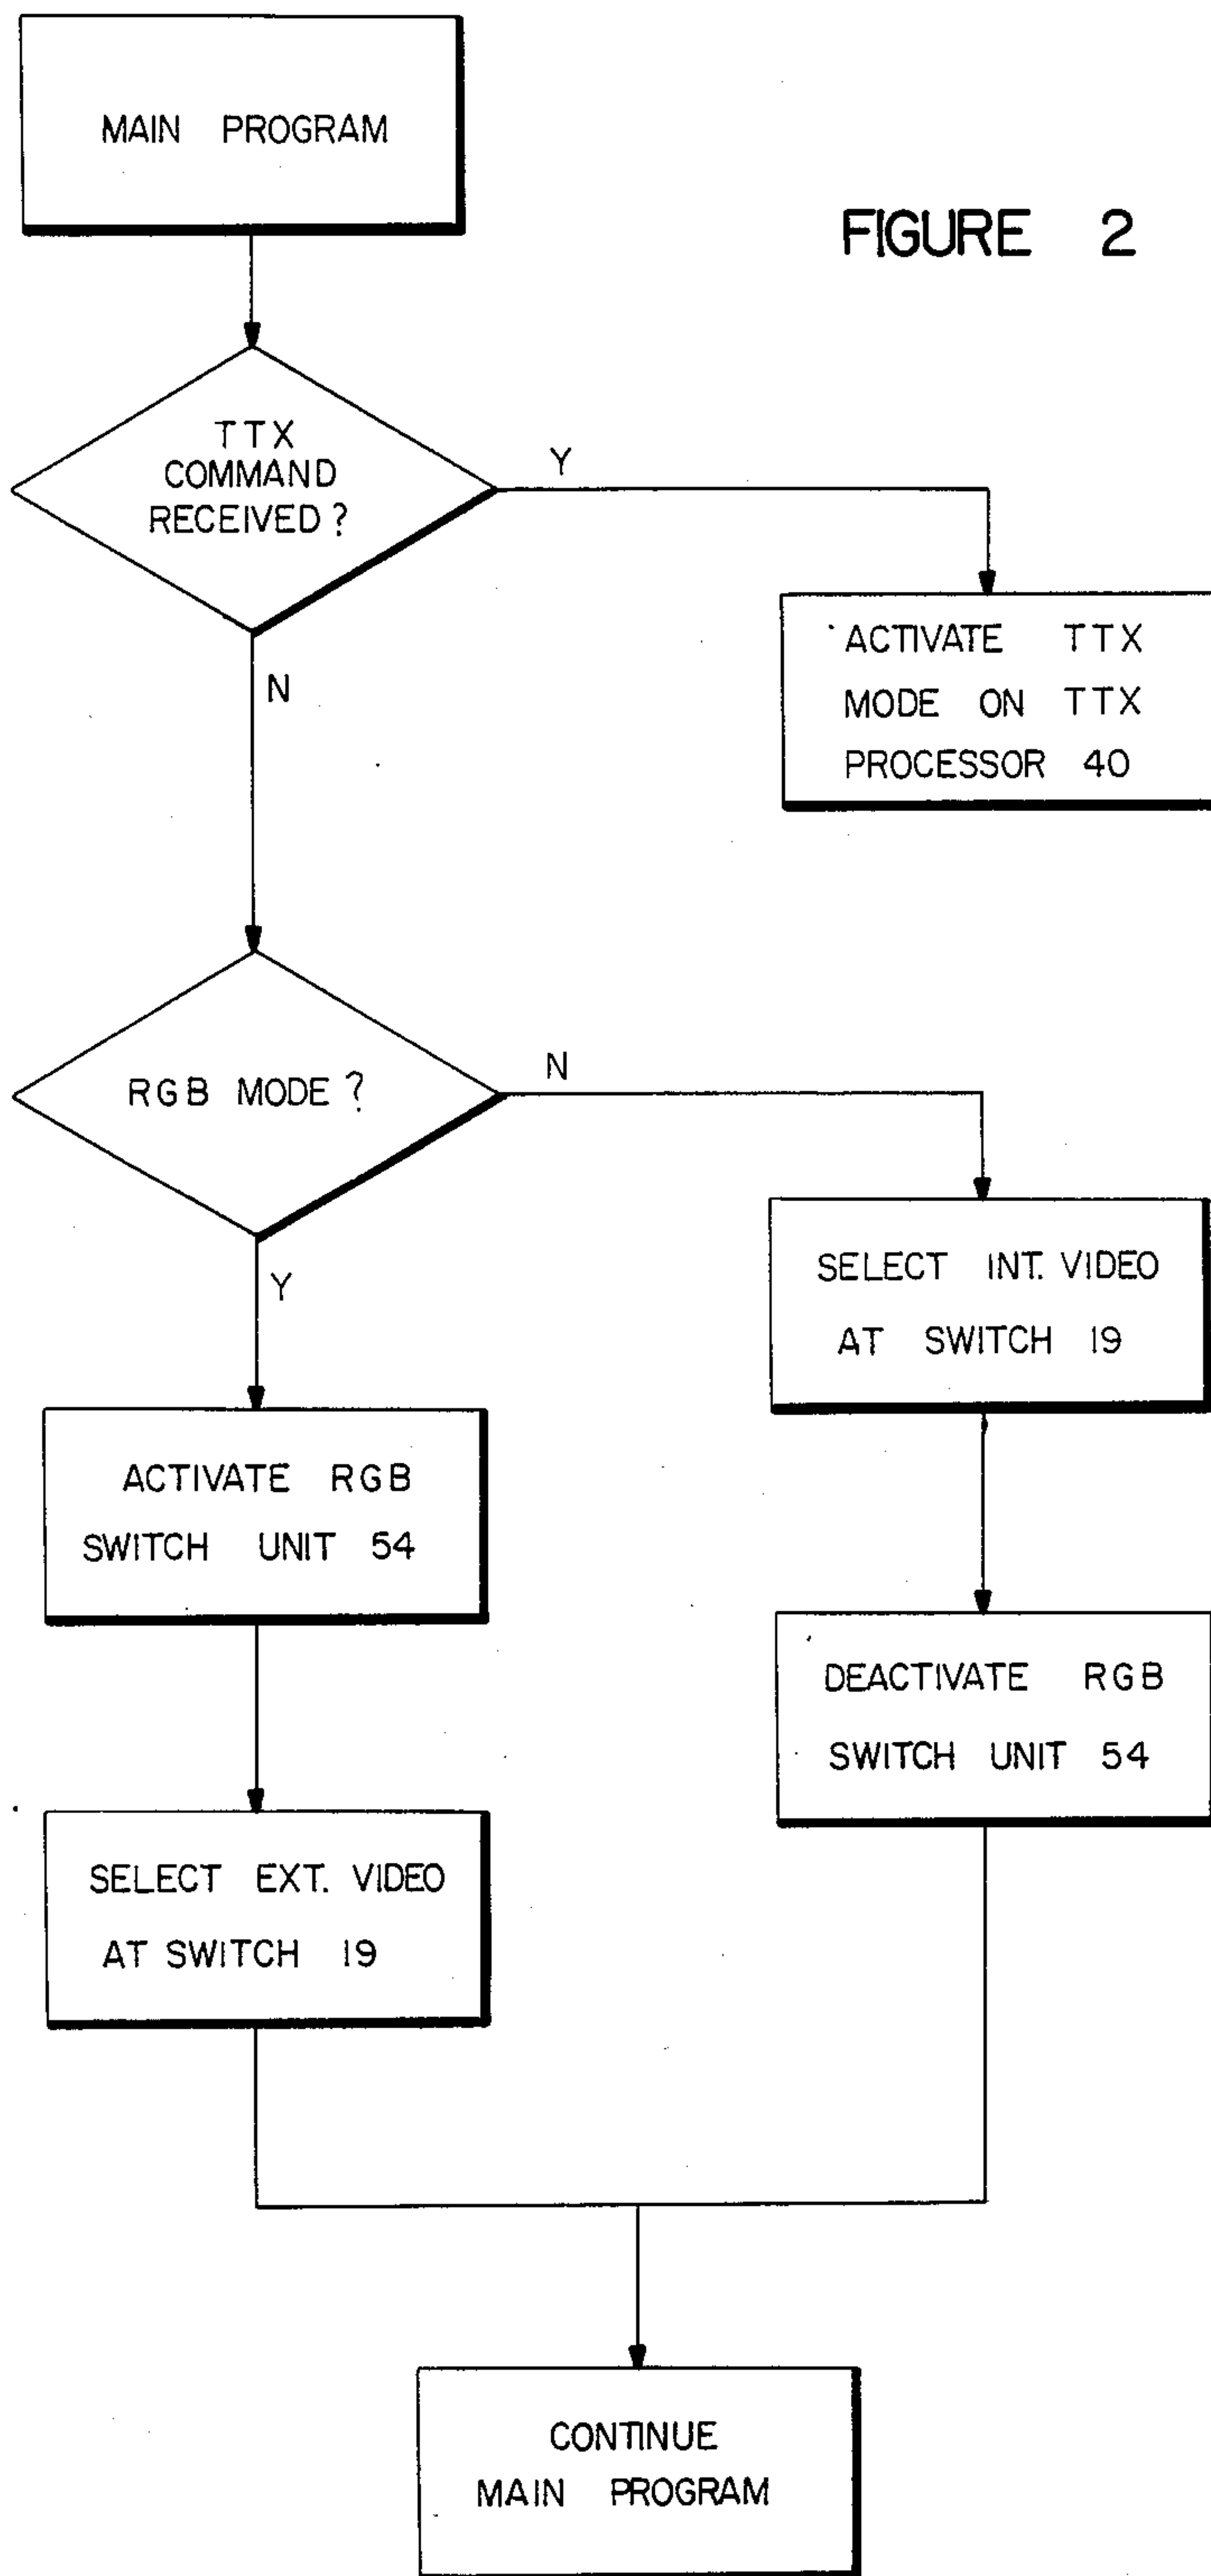 MAIN PROGRAM
FIGURE 2
TTX
COMMAND
RECEIVED?
Y
N
ACTIVATE TTX
MODE ON TTX
PROCESSOR 40
RGB MODE?
N
Y
SELECT INT. VIDEO
AT SWITCH 19
ACTIVATE RGB
SWITCH UNIT 54
DEACTIVATE RGB
SWITCH UNIT 54
SELECT EXT. VIDEO
AT SWITCH 19
CONTINUE
MAIN PROGRAM